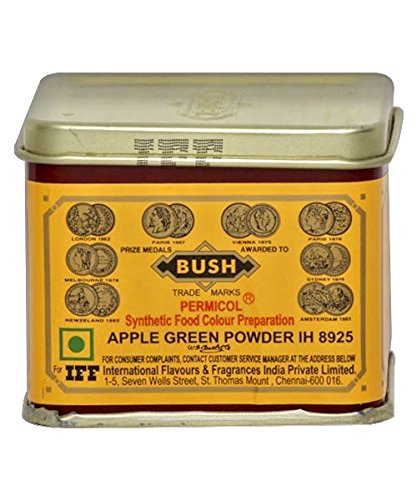 LONDON 1862
PARIS 1867
VIENNA 1873
PARIS 1878
PRIZE MEDALS AWARDED TO
BUSH
MELBOURNE 1878
SYDNEY 1879
TRADE MARKS
PERMICOL®
NEWZELAND 1882
AMSTERDAM 1883
Synthetic Food Colour Preparation
APPLE GREEN POWDER IH 8925
FOR CONSUMER COMPLAINTS, CONTACT CUSTOMER SERVICE MANAGER AT THE ADDRESS BELOW
For IFF International Flavours & Fragrances India Private Limited.
1-5, Seven Wells Street, St. Thomas Mount, Chennai-600 016.